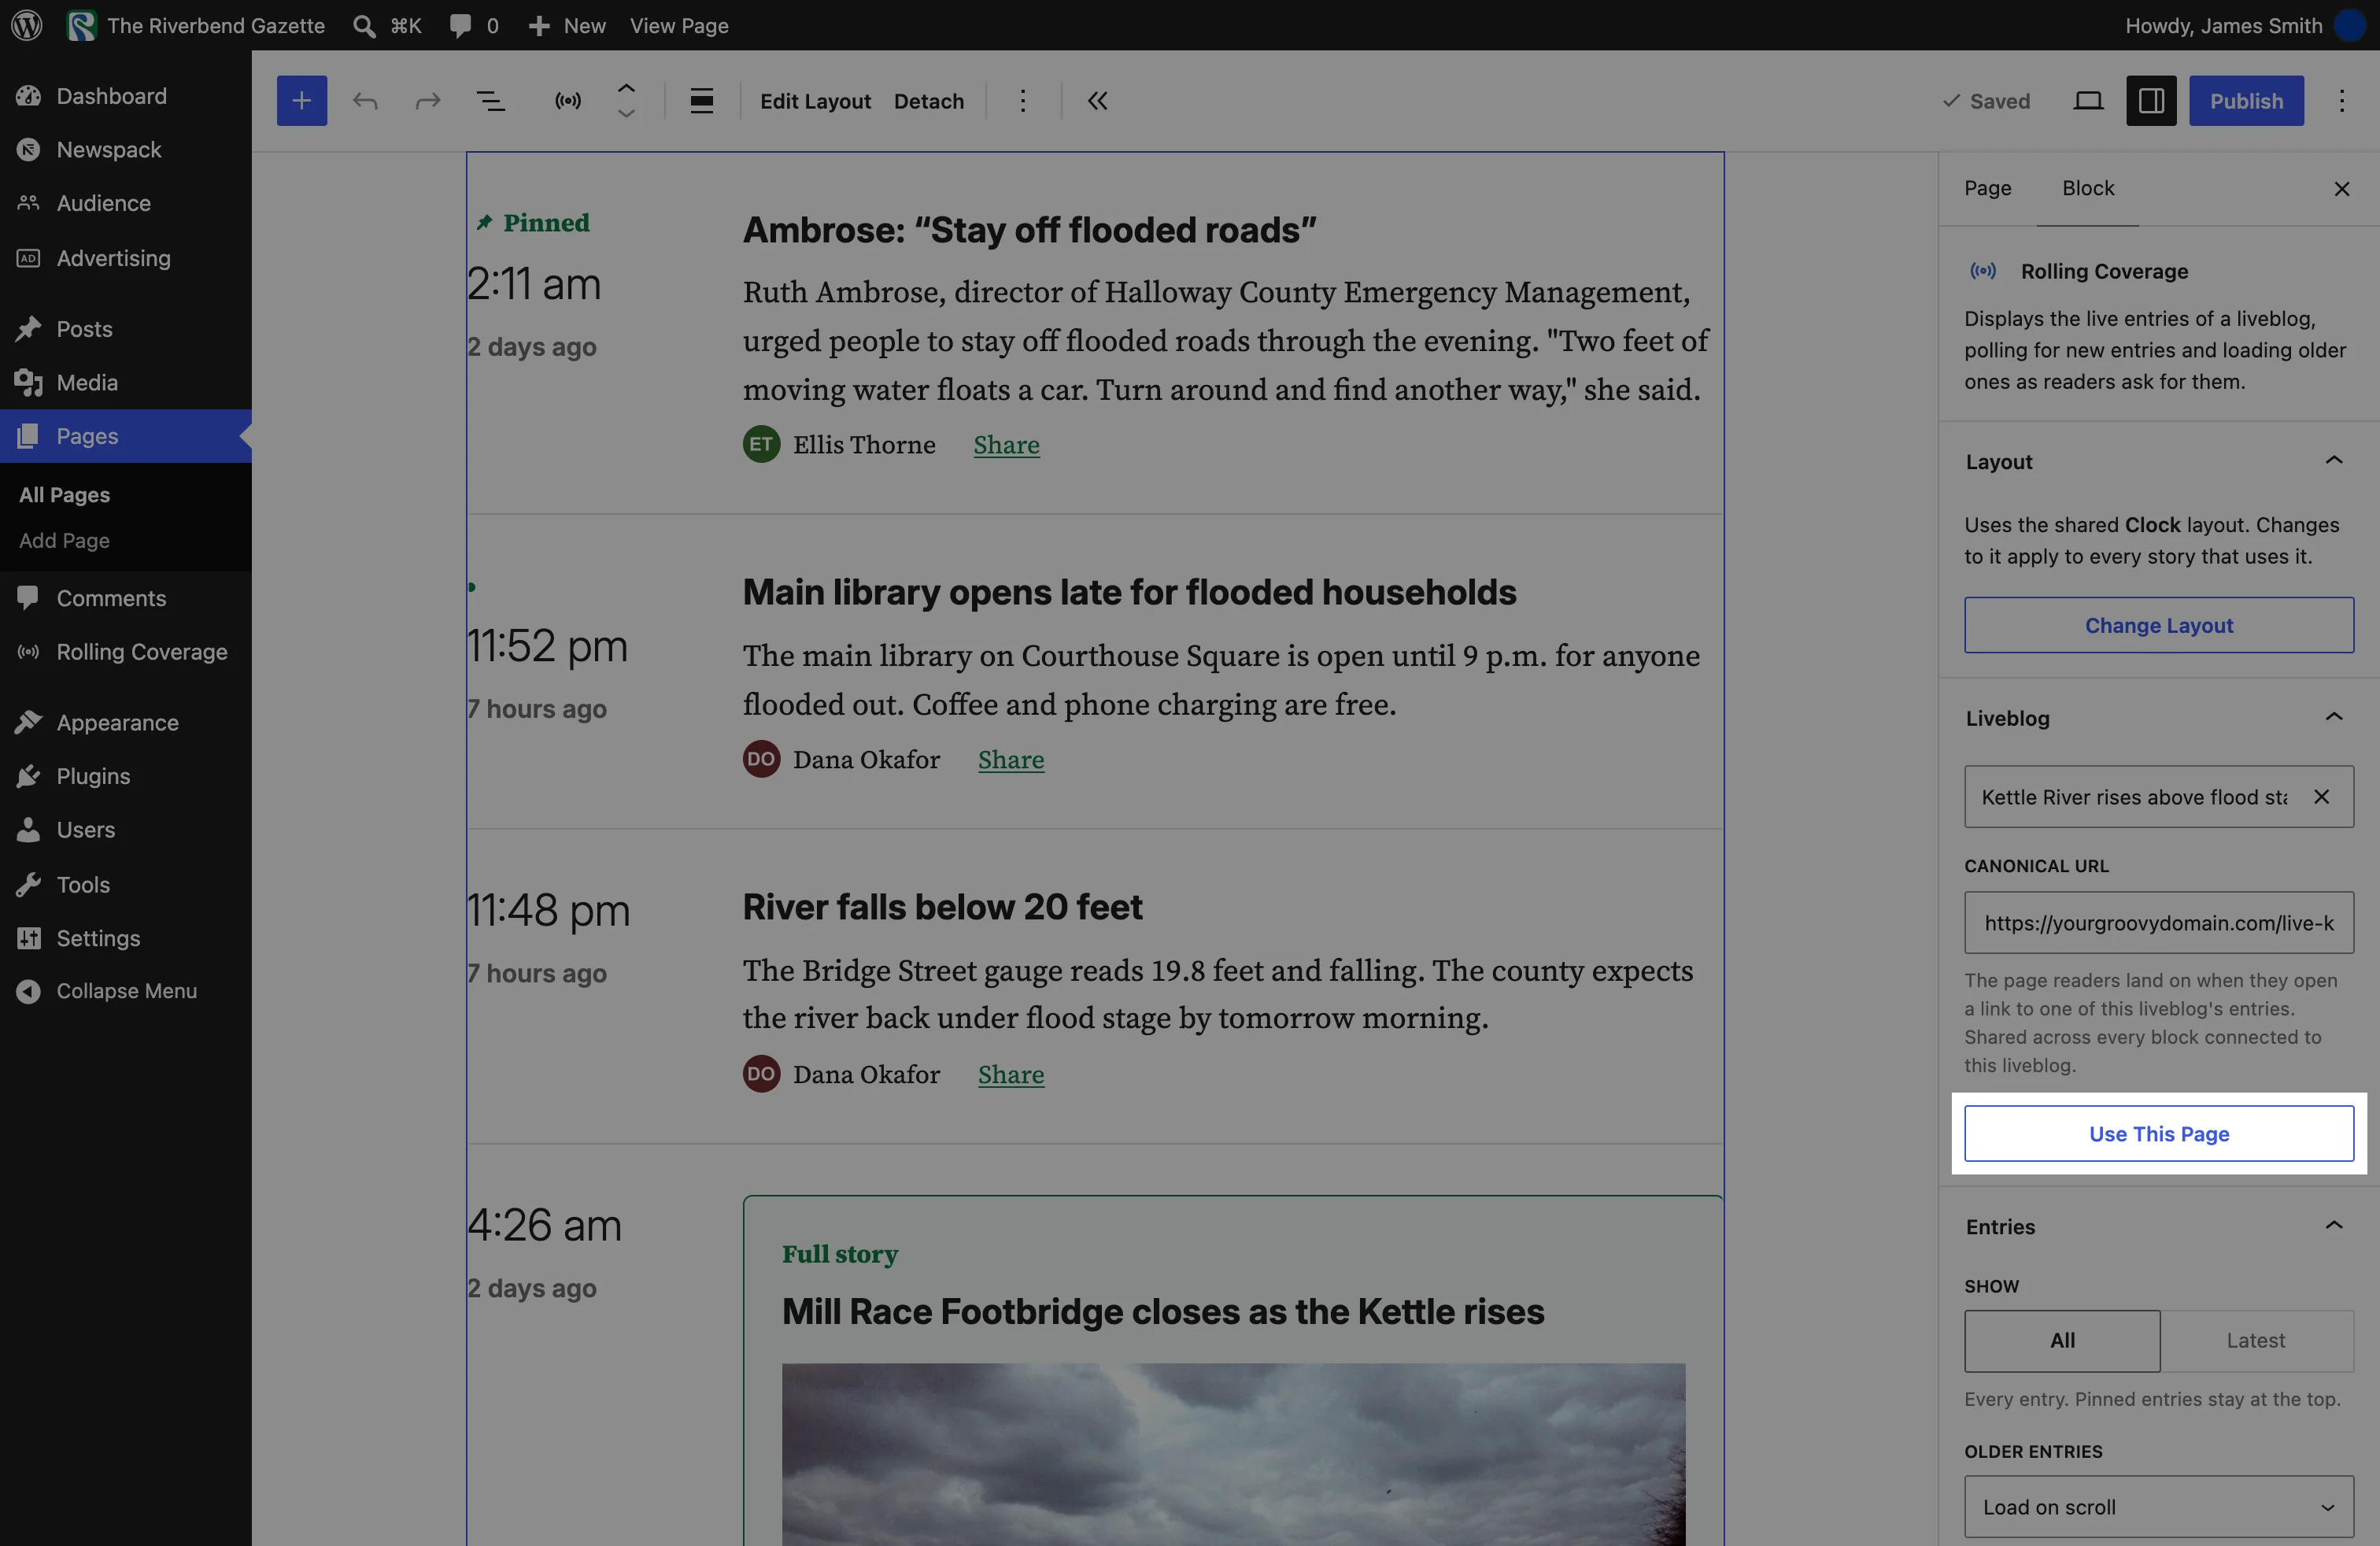 The Riverbend Gazette
⌘K
0
New
View Page
Howdy, James Smith
Dashboard
Newspack
Audience
AD
Advertising
Posts
Media
Pages
All Pages
Add Page
Comments
Rolling Coverage
Appearance
Plugins
Users
Tools
Settings
Collapse Menu
Edit Layout
Detach
Saved
Publish
Pinned
2:11 am
2 days ago
Ambrose: “Stay off flooded roads”
Ruth Ambrose, director of Halloway County Emergency Management,
urged people to stay off flooded roads through the evening. "Two feet of
moving water floats a car. Turn around and find another way," she said.
ET
Ellis Thorne
Share
11:52 pm
7 hours ago
Main library opens late for flooded households
The main library on Courthouse Square is open until 9 p.m. for anyone
flooded out. Coffee and phone charging are free.
DO
Dana Okafor
Share
11:48 pm
7 hours ago
River falls below 20 feet
The Bridge Street gauge reads 19.8 feet and falling. The county expects
the river back under flood stage by tomorrow morning.
DO
Dana Okafor
Share
4:26 am
2 days ago
Full story
Mill Race Footbridge closes as the Kettle rises
Page
Block
Rolling Coverage
Displays the live entries of a liveblog,
polling for new entries and loading older
ones as readers ask for them.
Layout
Uses the shared Clock layout. Changes
to it apply to every story that uses it.
Change Layout
Liveblog
Kettle River rises above flood sta
CANONICAL URL
https://yourgroovydomain.com/live-k
The page readers land on when they open
a link to one of this liveblog's entries.
Shared across every block connected to
this liveblog.
Use This Page
Entries
SHOW
All
Latest
Every entry. Pinned entries stay at the top.
OLDER ENTRIES
Load on scroll